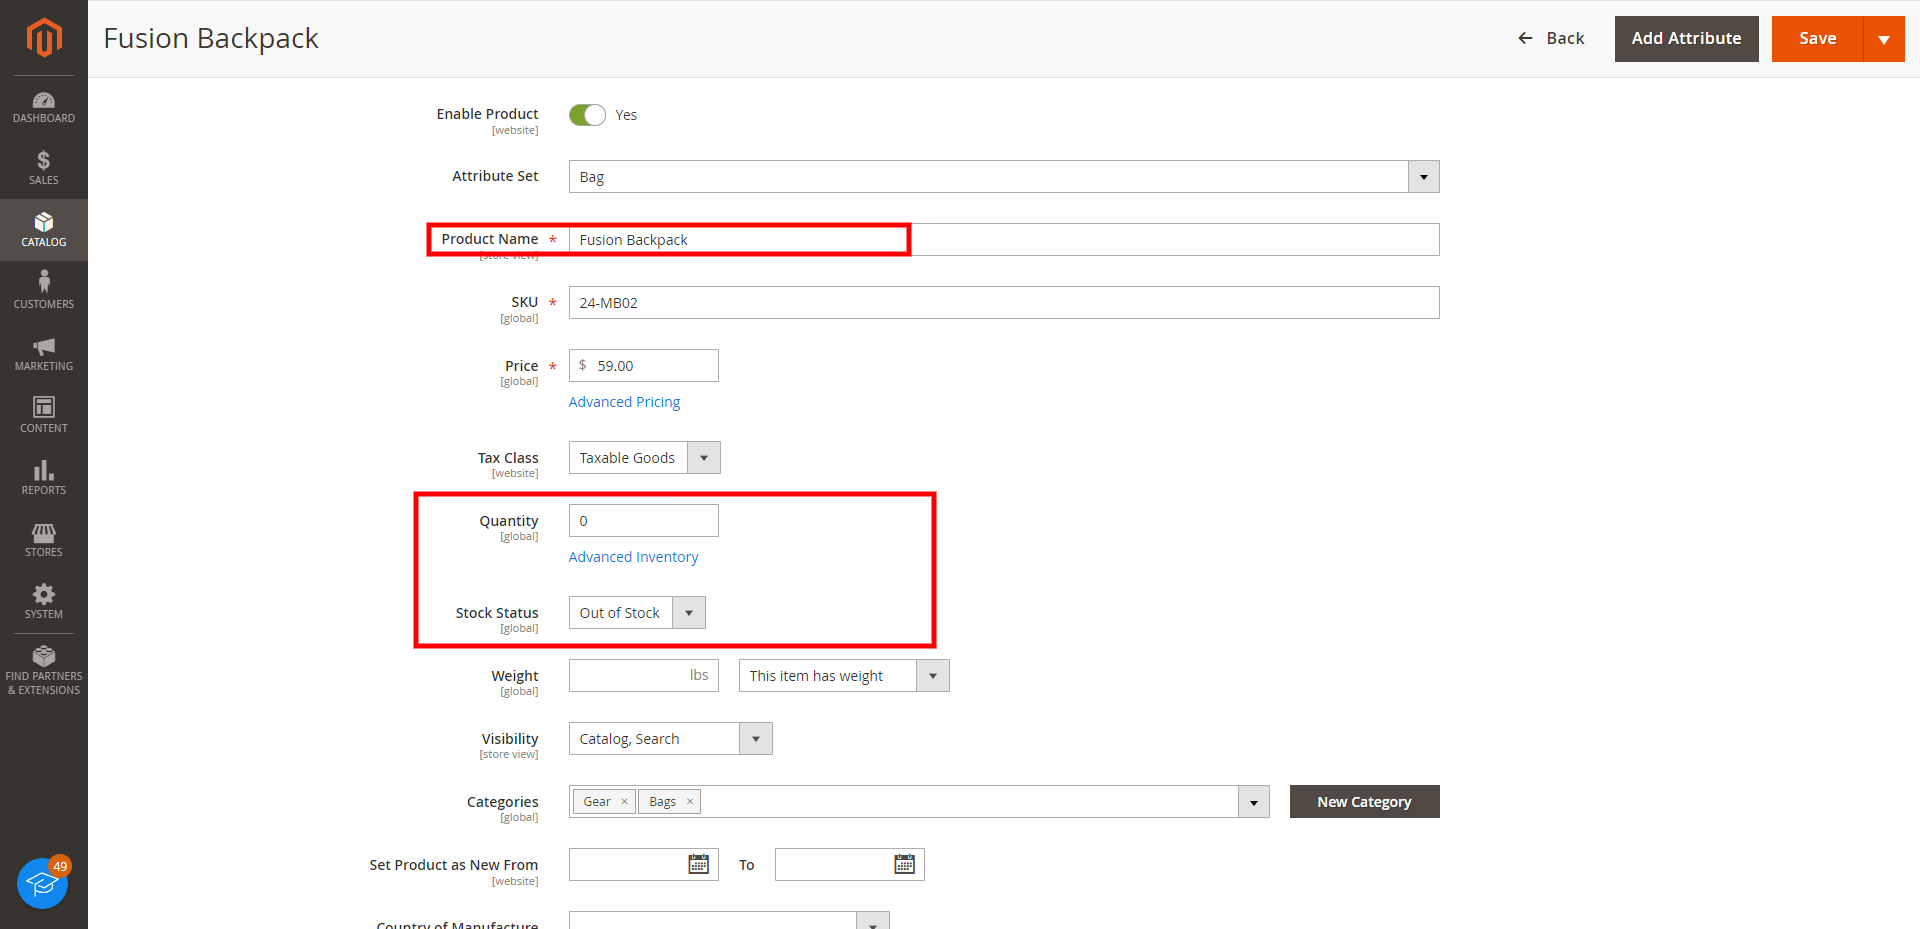 Fusion Backpack
Back
Add Attribute
Save
DASHBOARD
SALES
CATALOG
CUSTOMERS
MARKETING
CONTENT
REPORTS
STORES
SYSTEM
FIND PARTNERS
& EXTENSIONS
49
Enable Product
[website]
Yes
Attribute Set
Bag
Product Name *
[store view]
Fusion Backpack
SKU *
[global]
24-MB02
Price *
[global]
$ 59.00
Advanced Pricing
Tax Class
[website]
Taxable Goods
Quantity
[global]
0
Advanced Inventory
Stock Status
[global]
Out of Stock
Weight
[global]
lbs
This item has weight
Visibility
[store view]
Catalog, Search
Categories
[global]
Gear ×
Bags ×
New Category
Set Product as New From
[website]
To
Country of Manufacture